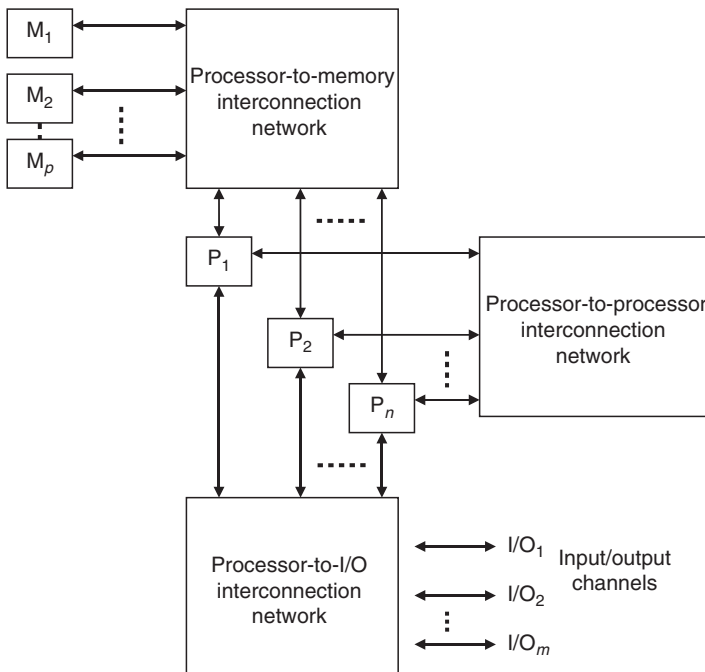 M1
Processor-to-memory
interconnection
network
M2
Mp
P1
Processor-to-processor
interconnection
network
P2
Pn
Processor-to-I/O
interconnection
network
I/O1
Input/output
channels
I/O2
I/Om